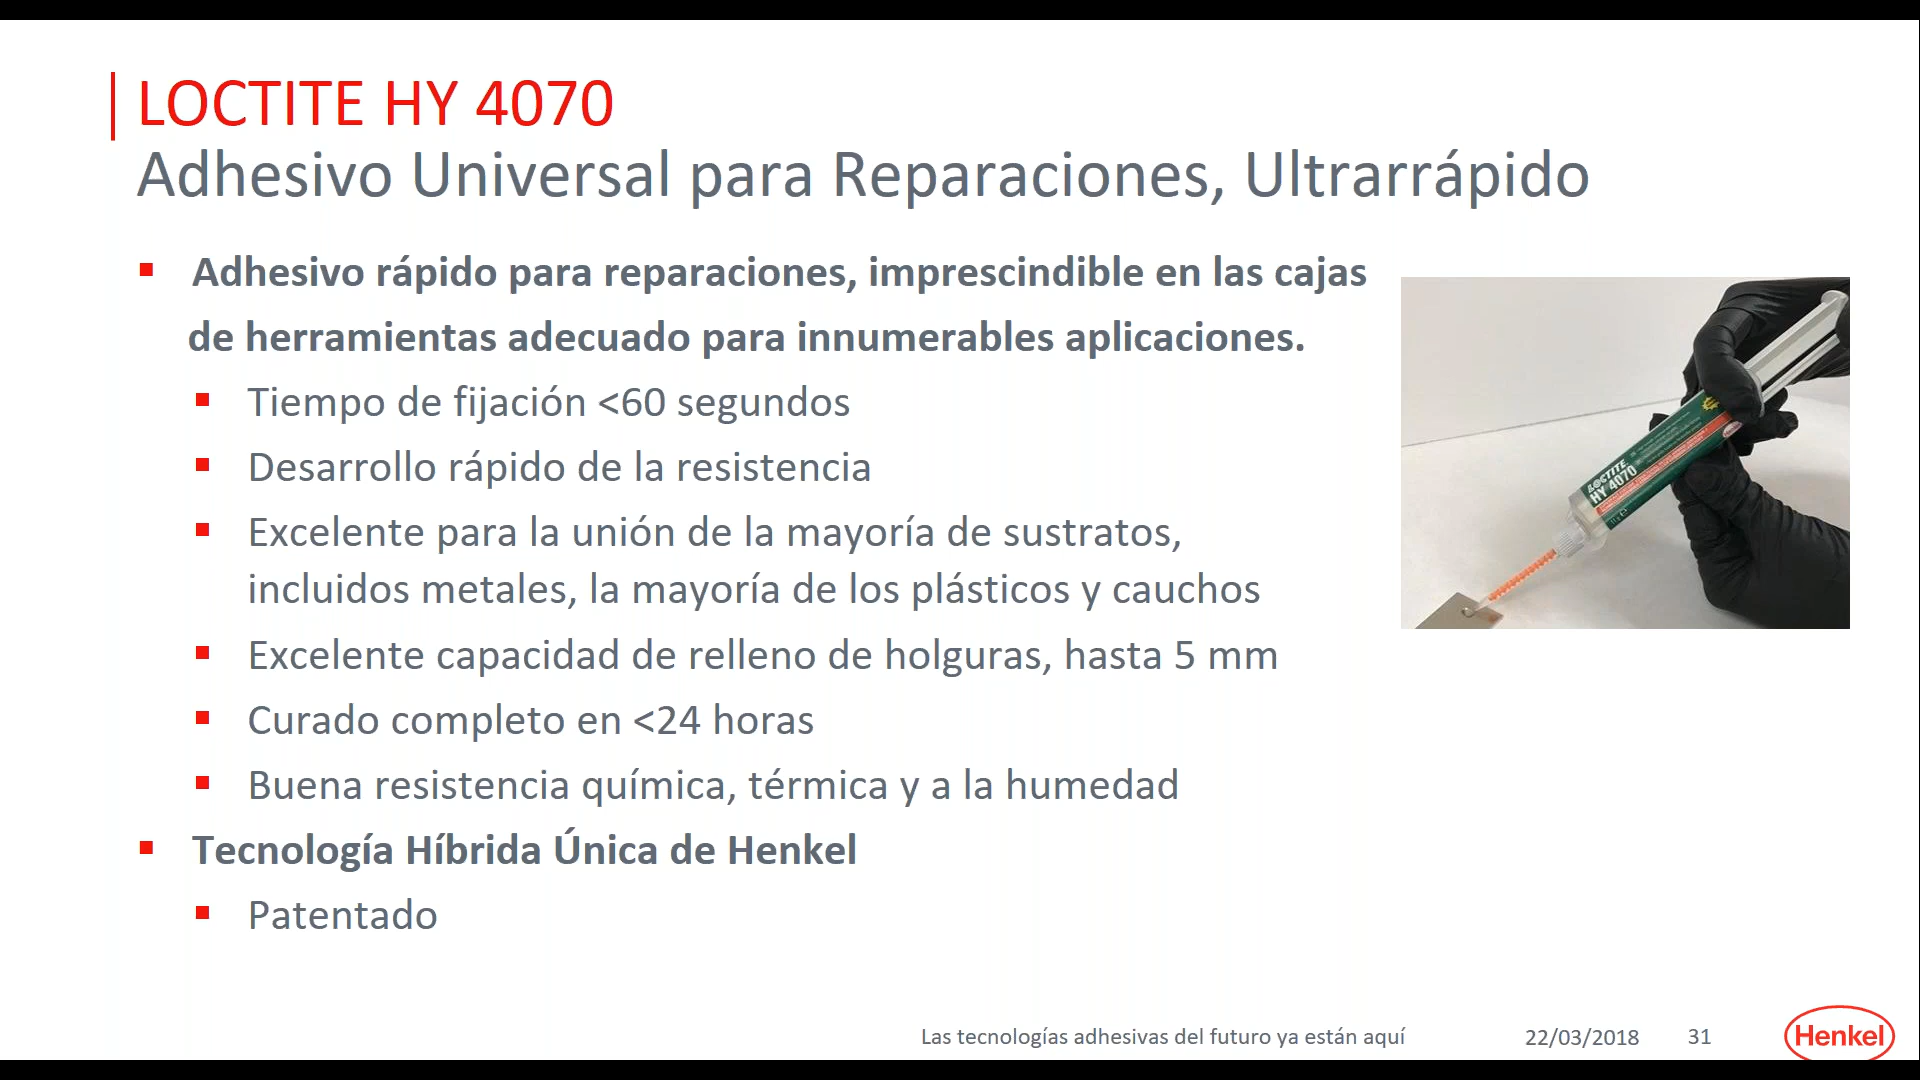 LOCTITE HY 4070
Adhesivo Universal para Reparaciones, Ultrarrápido
Adhesivo rápido para reparaciones, imprescindible en las cajas
de herramientas adecuado para innumerables aplicaciones.
Tiempo de fijación <60 segundos
Desarrollo rápido de la resistencia
Excelente para la unión de la mayoría de sustratos,
incluidos metales, la mayoría de los plásticos y cauchos
Excelente capacidad de relleno de holguras, hasta 5 mm
Curado completo en <24 horas
Buena resistencia química, térmica y a la humedad
Tecnología Híbrida Única de Henkel
Patentado
LOCTITE
HY 4070
Las tecnologías adhesivas del futuro ya están aquí
22/03/2018
31
Henkel